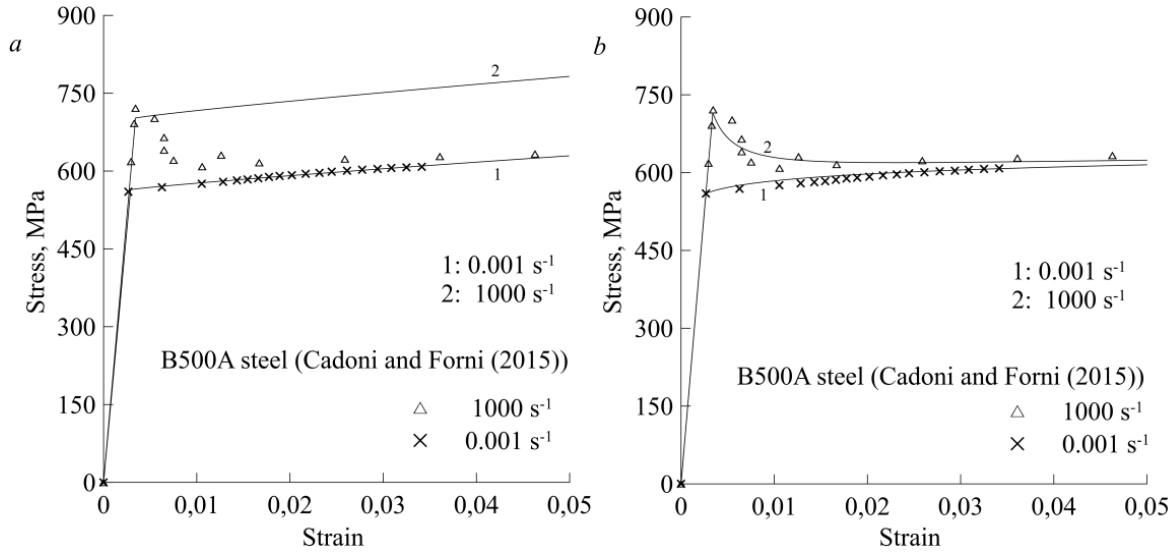 a
900
750
600
450
300
150
0
Stress, MPa
2
1
1: 0.001 s⁻¹
2: 1000 s⁻¹
B500A steel (Cadoni and Forni (2015))
1000 s⁻¹
0.001 s⁻¹
0
0,01
0,02
0,03
0,04
0,05
Strain
b
900
750
600
450
300
150
0
Stress, MPa
2
1
1: 0.001 s⁻¹
2: 1000 s⁻¹
B500A steel (Cadoni and Forni (2015))
1000 s⁻¹
0.001 s⁻¹
0
0,01
0,02
0,03
0,04
0,05
Strain